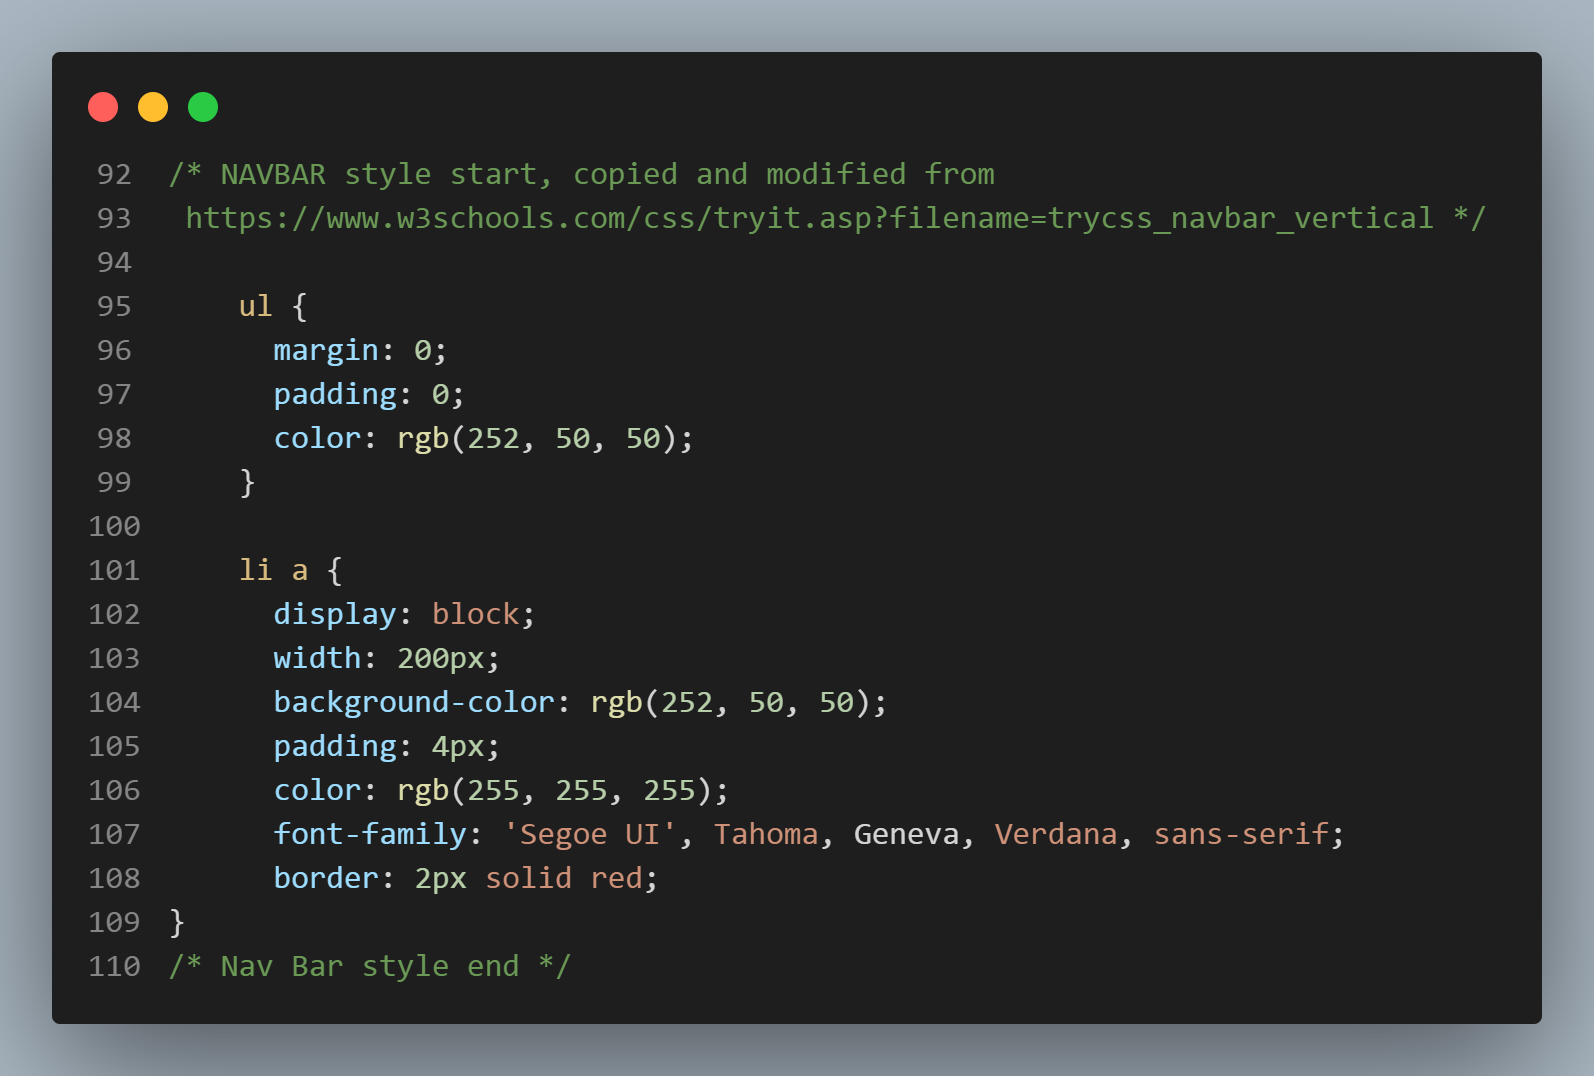 92 /* NAVBAR style start, copied and modified from
93 https://www.w3schools.com/css/tryit.asp?filename=trycss_navbar_vertical */
94
95 ul {
96 margin: 0;
97 padding: 0;
98 color: rgb(252, 50, 50);
99 }
100
101 li a {
102 display: block;
103 width: 200px;
104 background-color: rgb(252, 50, 50);
105 padding: 4px;
106 color: rgb(255, 255, 255);
107 font-family: 'Segoe UI', Tahoma, Geneva, Verdana, sans-serif;
108 border: 2px solid red;
109 }
110 /* Nav Bar style end */